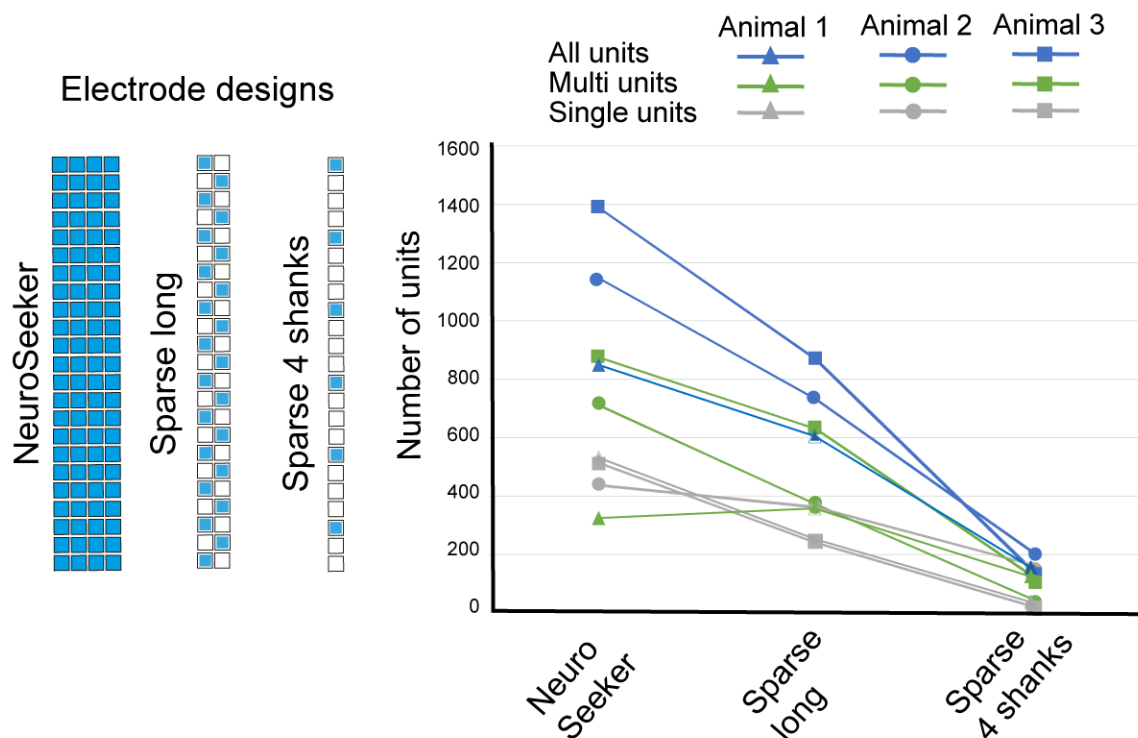 Animal 1 Animal 2 Animal 3
All units
Multi units
Single units
Electrode designs
NeuroSeeker
Sparse long
Sparse 4 shanks
Number of units
1600
1400
1200
1000
800
600
400
200
0
Neuro
Seeker
Sparse
long
Sparse
4 shanks